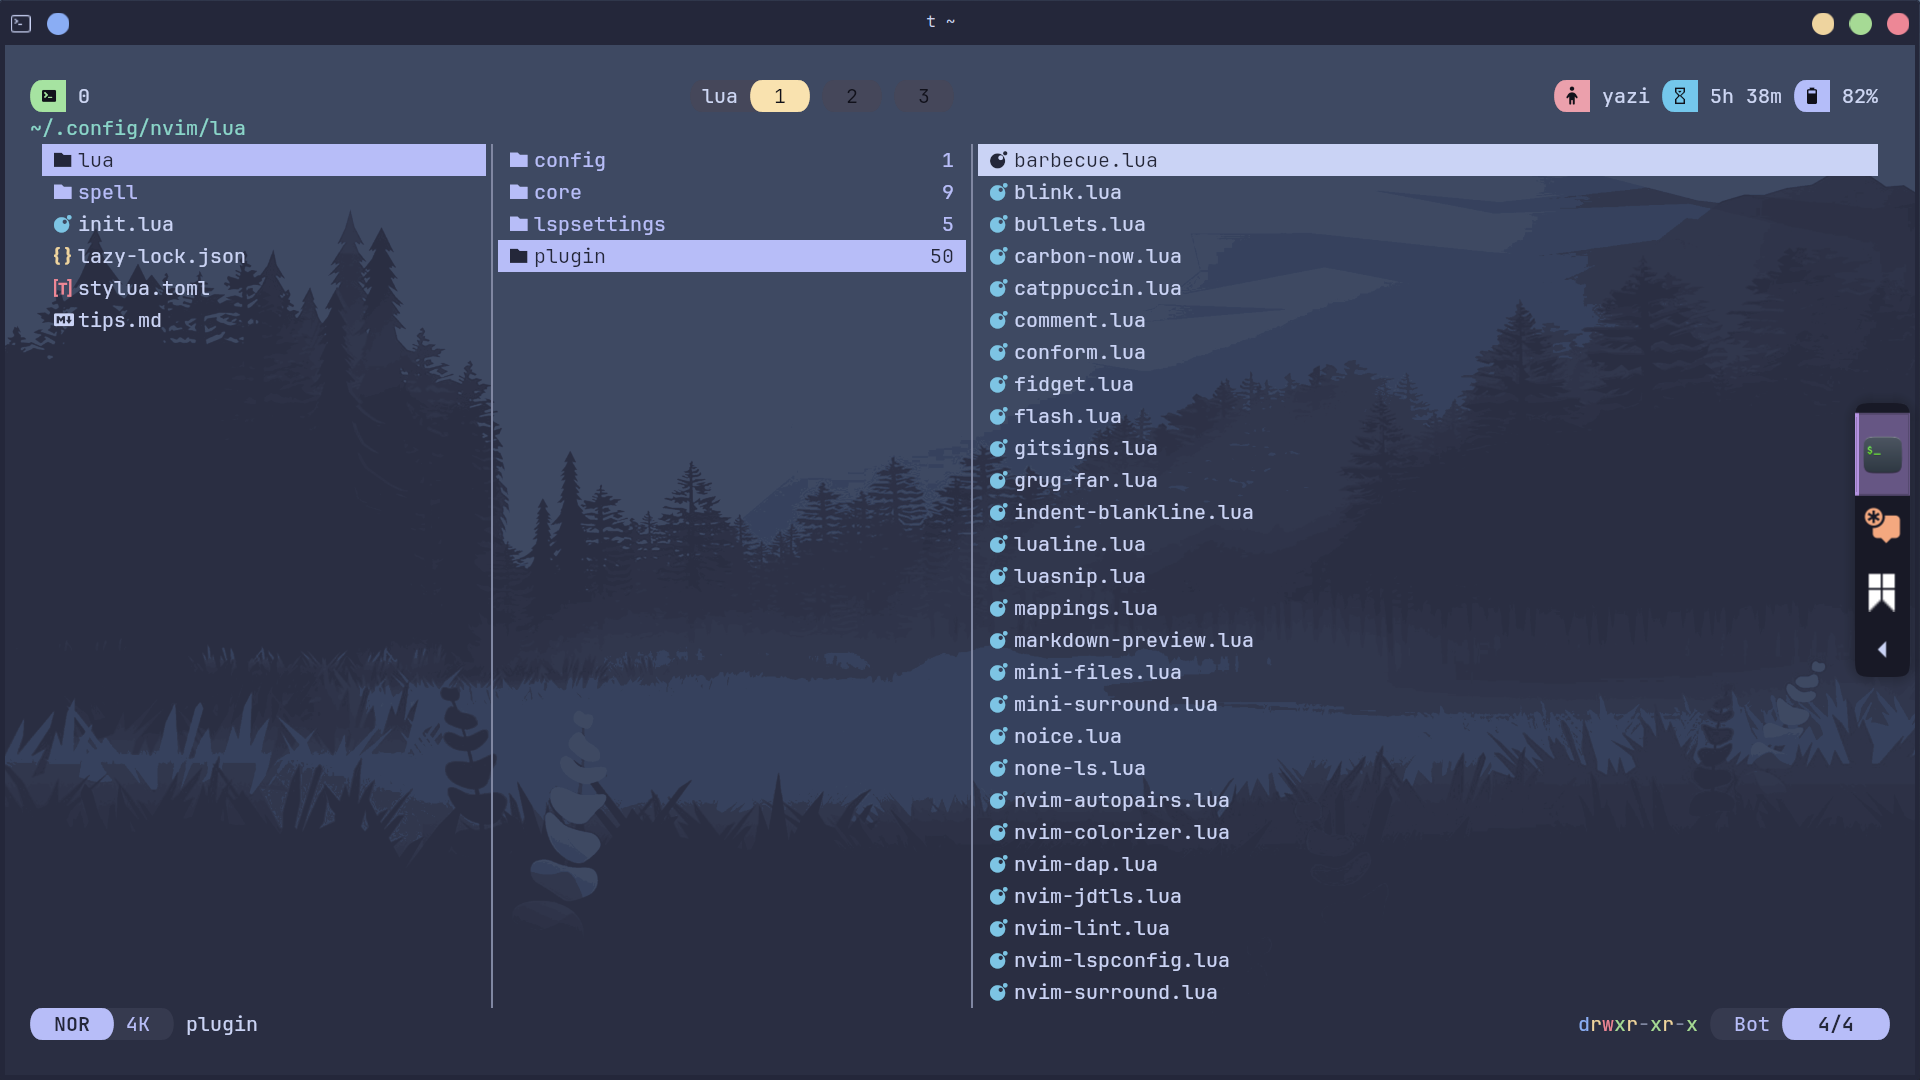 t ~
0 lua 1 2 3 yazi 5h 38m 82%
~/.config/nvim/lua
lua
spell
init.lua
lazy-lock.json
stylua.toml
tips.md
config 1
core 9
lspsettings 5
plugin 50
barbecue.lua
blink.lua
bullets.lua
carbon-now.lua
catppuccin.lua
comment.lua
conform.lua
fidget.lua
flash.lua
gitsigns.lua
grug-far.lua
indent-blankline.lua
lualine.lua
luasnip.lua
mappings.lua
markdown-preview.lua
mini-files.lua
mini-surround.lua
noice.lua
none-ls.lua
nvim-autopairs.lua
nvim-colorizer.lua
nvim-dap.lua
nvim-jdtls.lua
nvim-lint.lua
nvim-lspconfig.lua
nvim-surround.lua
NOR 4K plugin drwxr-xr-x Bot 4/4